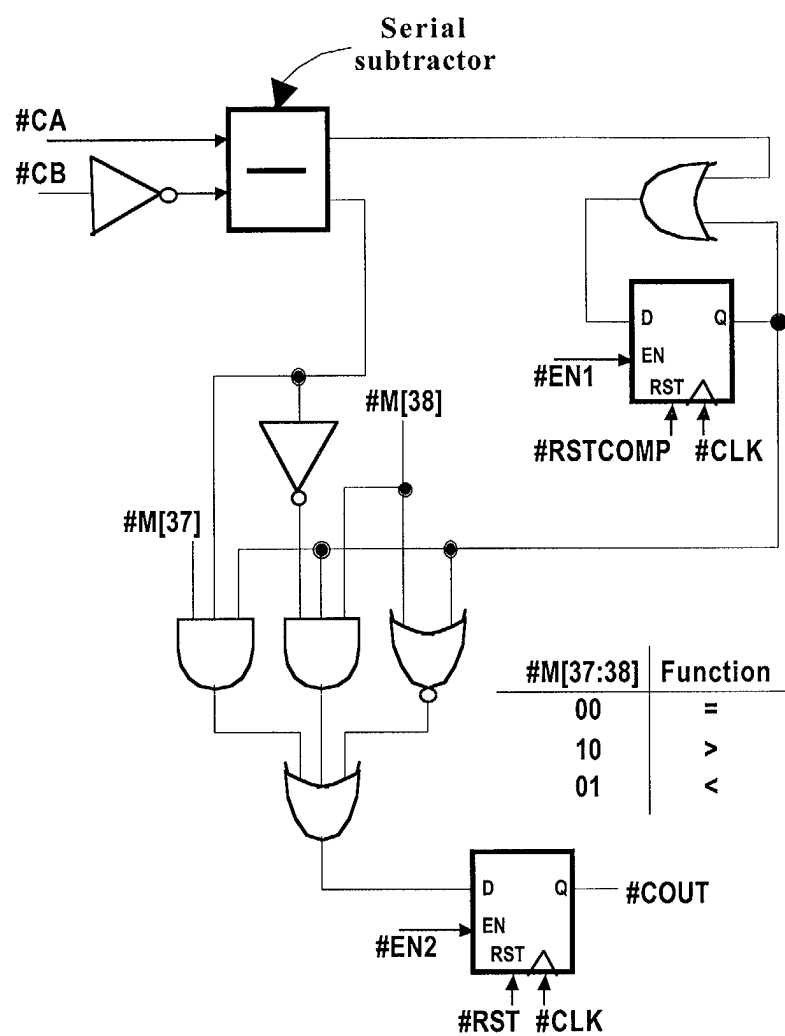 Serial
subtractor
#CA
#CB
D Q
EN
#EN1
RST
#RSTCOMP #CLK
#M[38]
#M[37]
#M[37:38] Function
00 =
10 >
01 <
D Q
#COUT
EN
#EN2
RST
#RST #CLK